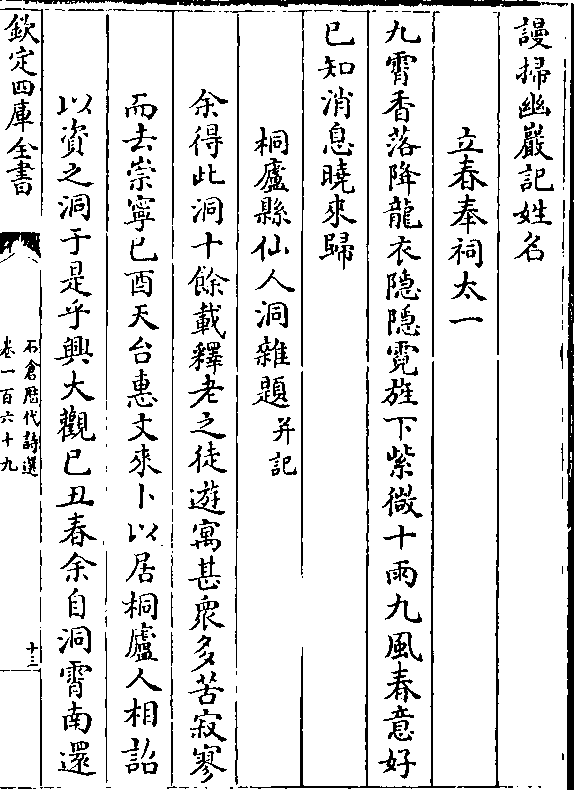 謾掃幽巖記姓名
立春奉祠太一
九霄香落降龍衣隐隐霓旌下紫微十雨九風春意好
已知消息曉來歸
桐廬縣仙人洞雜題并記
余得此洞十餘載釋老之徒遊寓甚衆多苦寂寥
而去崇寧已酉天台惠丈來卜以居桐廬人相詔
以資之洞于是乎興大觀已丑春余自洞霄南還
欽定四庫全書
石倉歷代詩選
卷一百六十九
十三